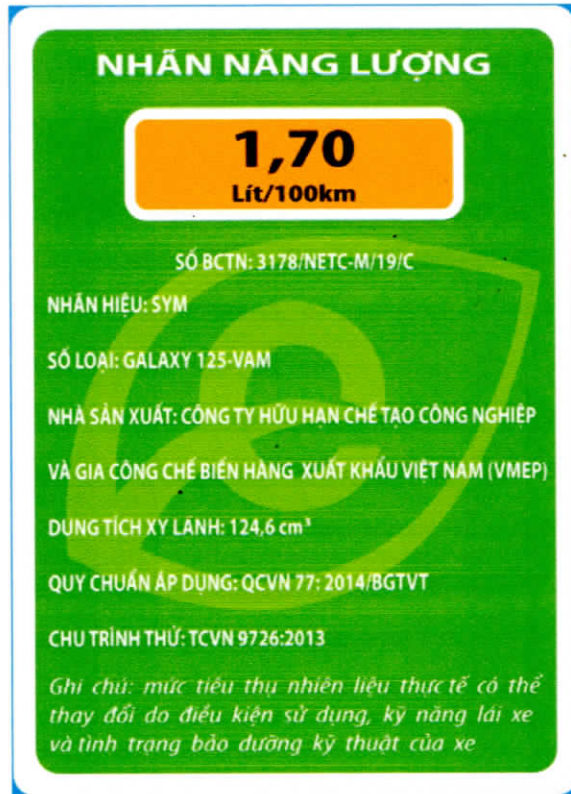 NHÃN NĂNG LƯỢNG
1,70
Lít/100km
SỐ BCTN: 3178/NETC-M/19/C
NHÃN HIỆU: SYM
SỐ LOẠI: GALAXY 125-VAM
NHÀ SẢN XUẤT: CÔNG TY HỮU HẠN CHẾ TẠO CÔNG NGHIỆP
VÀ GIA CÔNG CHẾ BIẾN HÀNG XUẤT KHẨU VIỆT NAM (VMEP)
DUNG TÍCH XY LANH: 124,6 cm³
QUY CHUẨN ÁP DỤNG: QCVN 77: 2014/BGTVT
CHU TRÌNH THỬ: TCVN 9726:2013
Ghi chú: mức tiêu thụ nhiên liệu thực tế có thể
thay đổi do điều kiện sử dụng, kỹ năng lái xe
và tình trạng bảo dưỡng kỹ thuật của xe